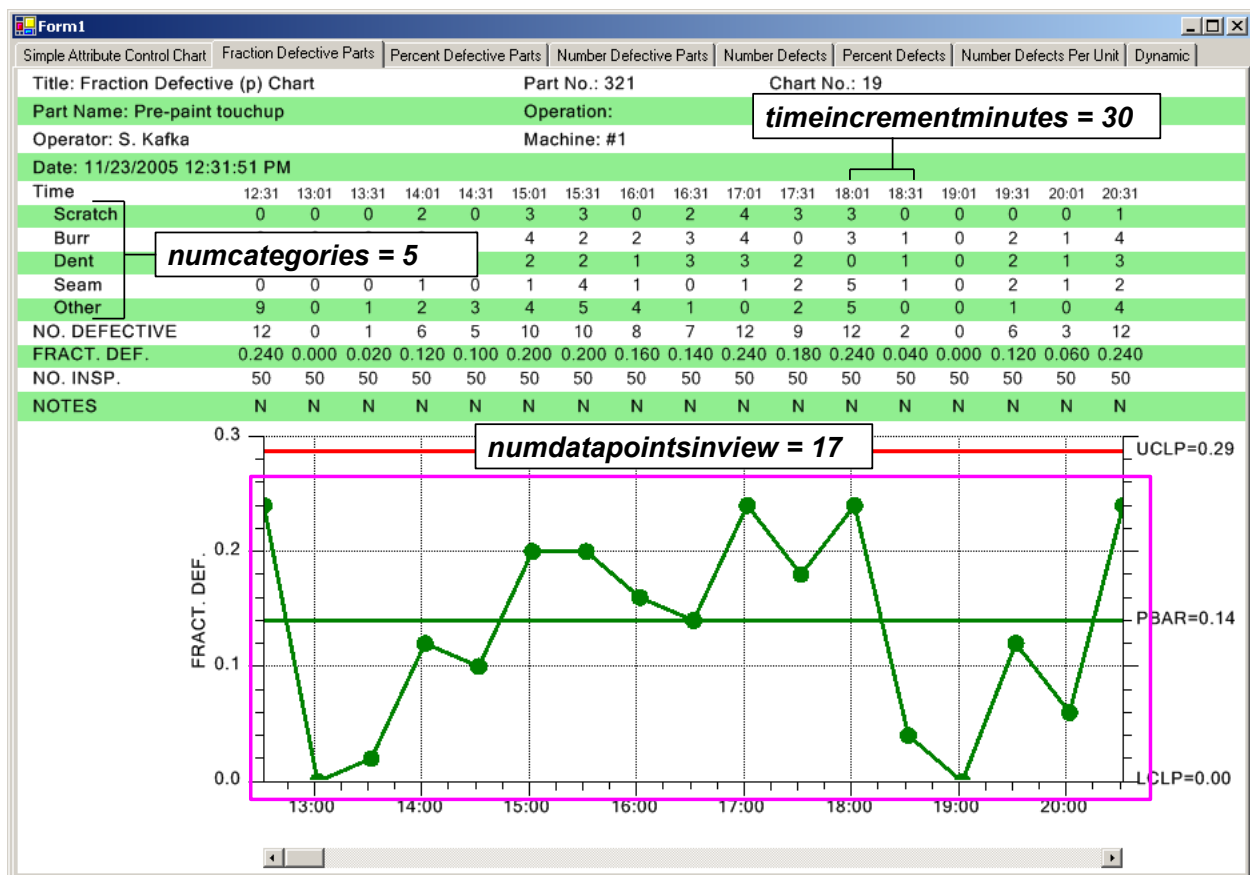 Form1
Simple Attribute Control Chart Fraction Defective Parts Percent Defective Parts Number Defective Parts Number Defects Percent Defects Number Defects Per Unit Dynamic
Title: Fraction Defective (p) Chart Part No.: 321 Chart No.: 19
Part Name: Pre-paint touchup Operation:
timeincrementminutes = 30
Operator: S. Kafka Machine: #1
Date: 11/23/2005 12:31:51 PM
Time 12:31 13:01 13:31 14:01 14:31 15:01 15:31 16:01 16:31 17:01 17:31 18:01 18:31 19:01 19:31 20:01 20:31
Scratch 0 0 0 2 0 3 3 0 2 4 3 3 0 0 0 0 1
Burr 4 2 2 3 4 0 3 1 0 2 1 4
numcategories = 5
Dent 2 2 1 3 3 2 0 1 0 2 1 3
Seam 0 0 0 1 0 1 4 1 0 1 2 5 1 0 2 1 2
Other 9 0 1 2 3 4 5 4 1 0 2 5 0 0 1 0 4
NO. DEFECTIVE 12 0 1 6 5 10 10 8 7 12 9 12 2 0 6 3 12
FRACT. DEF. 0.240 0.000 0.020 0.120 0.100 0.200 0.200 0.160 0.140 0.240 0.180 0.240 0.040 0.000 0.120 0.060 0.240
NO. INSP. 50 50 50 50 50 50 50 50 50 50 50 50 50 50 50 50 50
NOTES N N N N N N N N N N N N N N N N N
numdatapointsinview = 17
0.3
UCLP=0.29
0.2
FRACT. DEF.
PBAR=0.14
0.1
0.0
LCLP=0.00
13:00 14:00 15:00 16:00 17:00 18:00 19:00 20:00